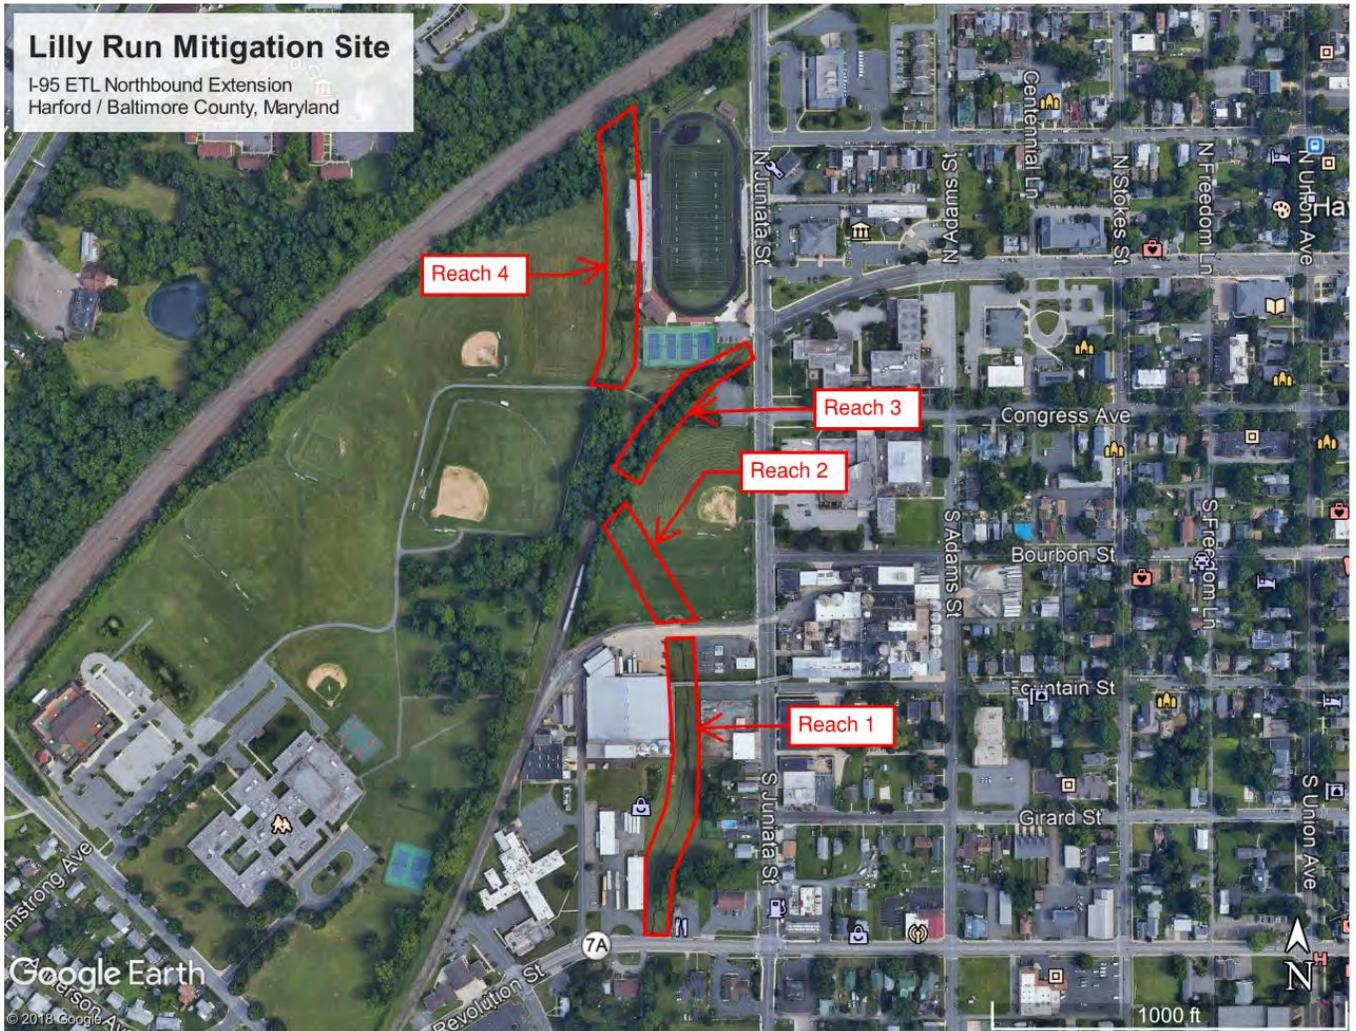 Lilly Run Mitigation Site
I-95 ETL Northbound Extension
Harford / Baltimore County, Maryland
Centennial Ln
N Juniata St
N Adams St
N Stokes St
N Freedom Ln
N Union Ave
Hav
Reach 4
Reach 3
Congress Ave
Reach 2
S Adams St
Bourbon St
S Freedom Ln
Fountain St
Reach 1
S Juniata St
Girard St
S Union Ave
mstrong Ave
7A
Revolution St
Google Earth
N
1000 ft
© 2018 Google